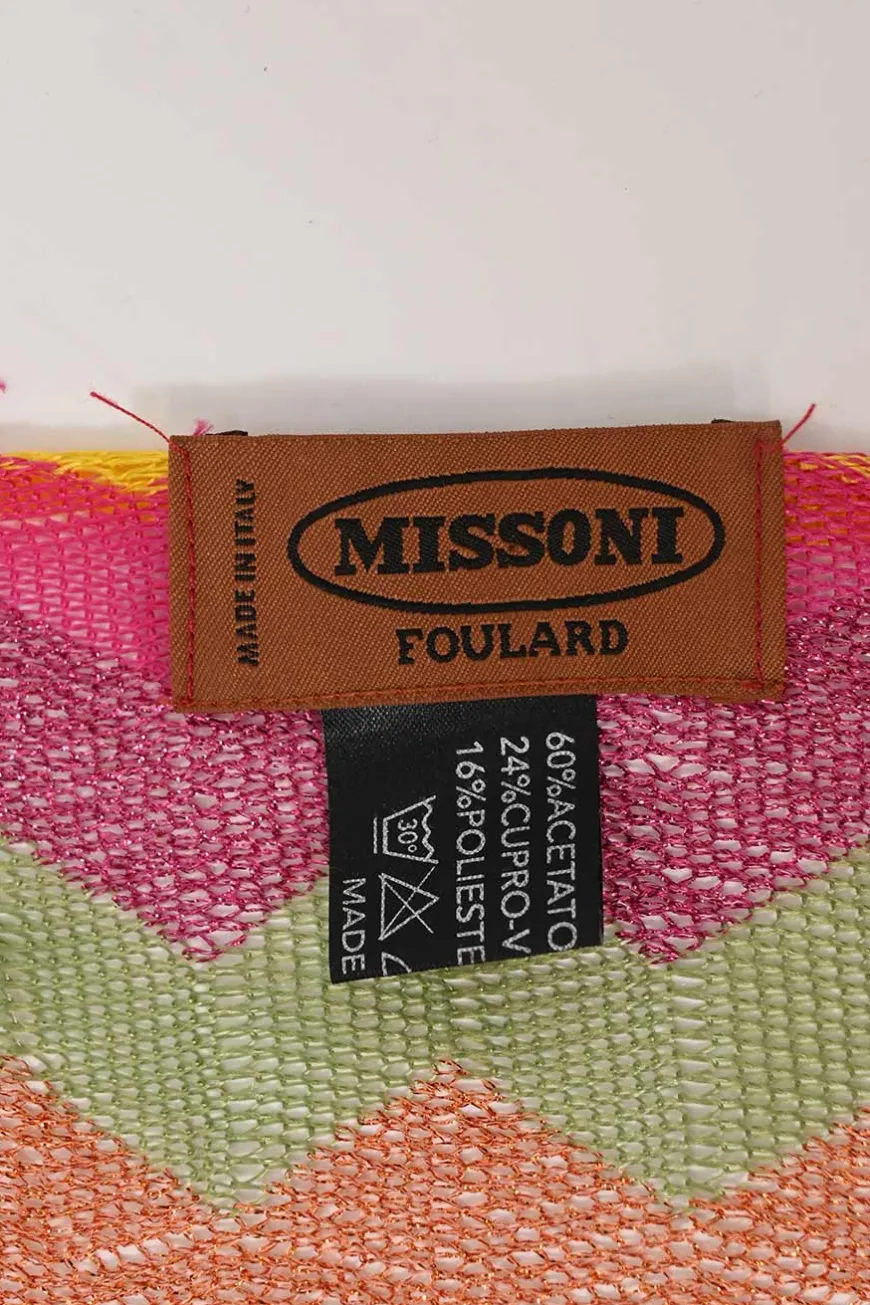 MADE IN ITALY
MISSONI
FOULARD
60%ACETATO
24%CUPRO-V
16%POLIESTE
30°
MADE